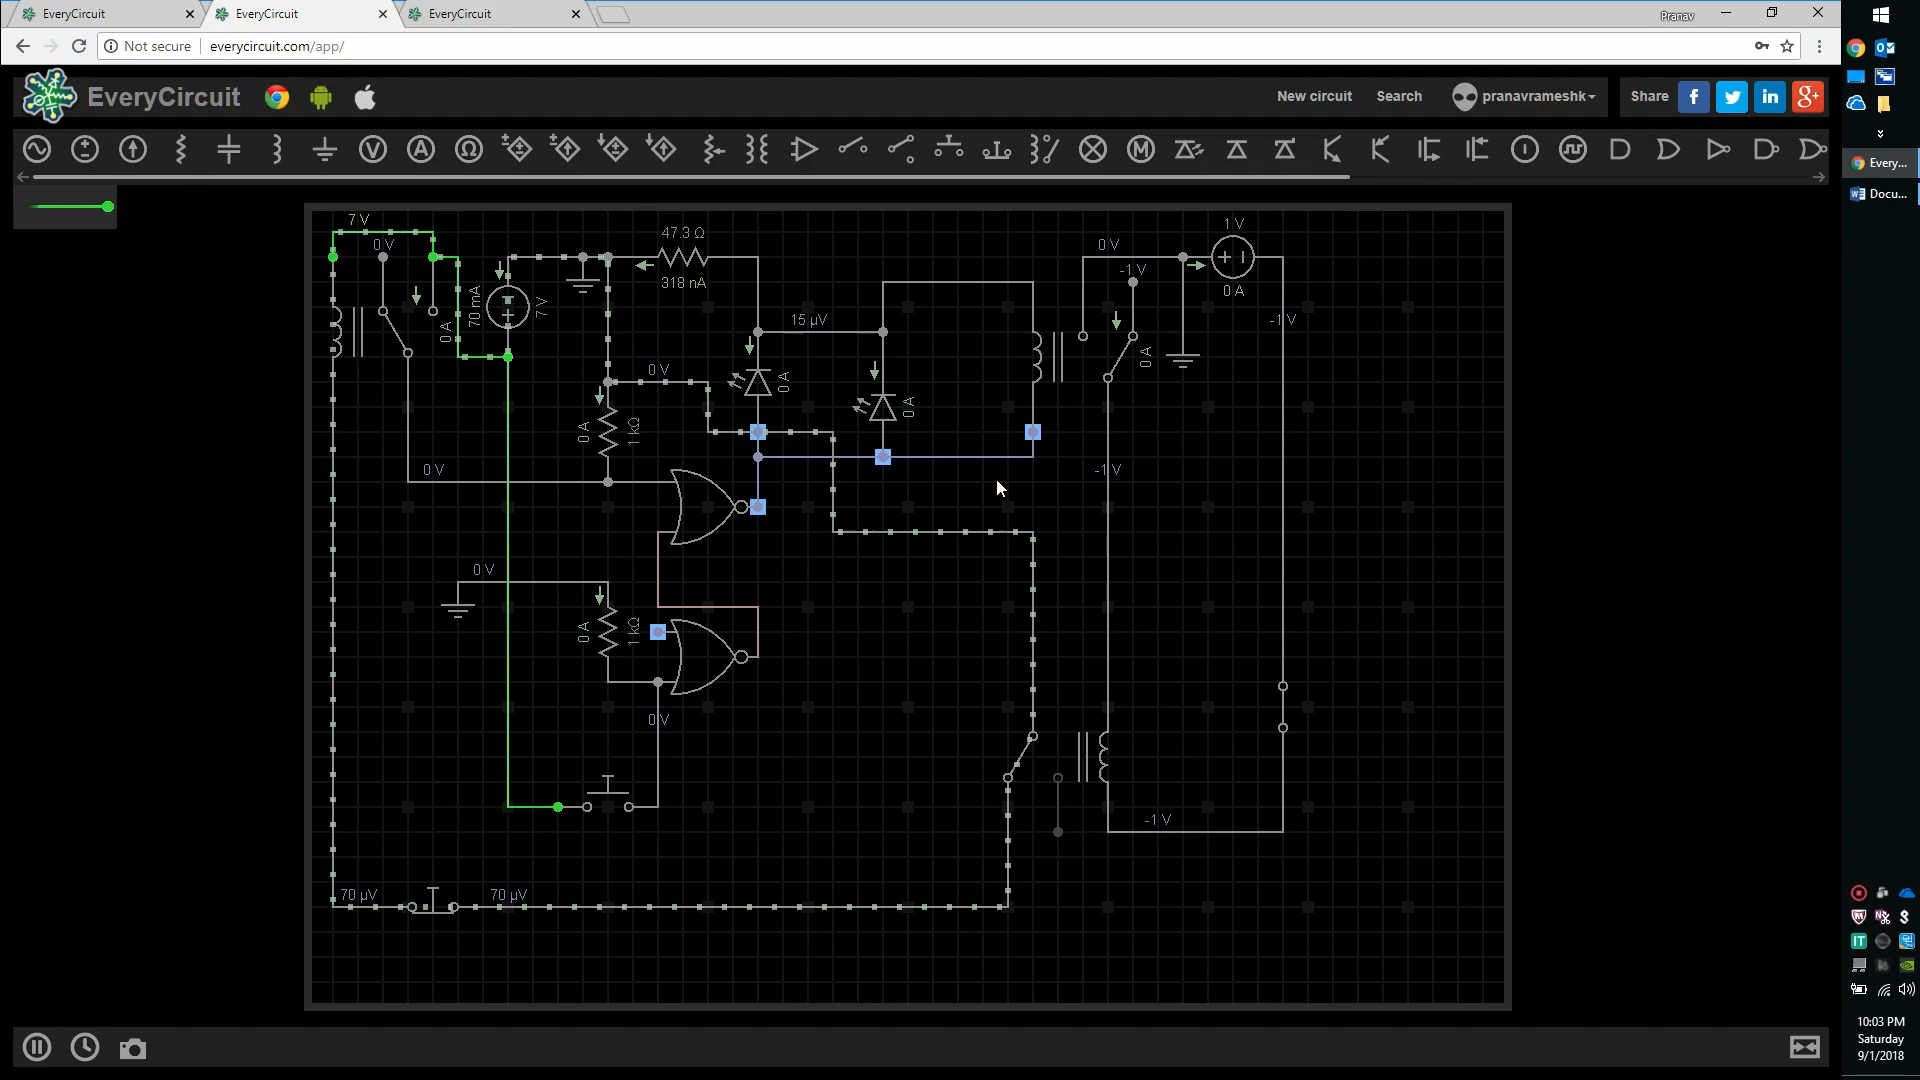 EveryCircuit
EveryCircuit
EveryCircuit
Pranav
Not secure
everycircuit.com/app/
EveryCircuit
New circuit
Search
pranavrameshk
Share
f
in
G+
Every...
Docu...
7 V
0 V
47.3 Ω
318 nA
0 V
1 V
-1 V
0 A
0 A
70 mA
7 V
15 µV
-1 V
0 A
0 V
0 A
0 A
0 A
1 kΩ
0 V
-1 V
0 V
0 A
1 kΩ
0 V
-1 V
70 µV
70 µV
10:03 PM
Saturday
9/1/2018